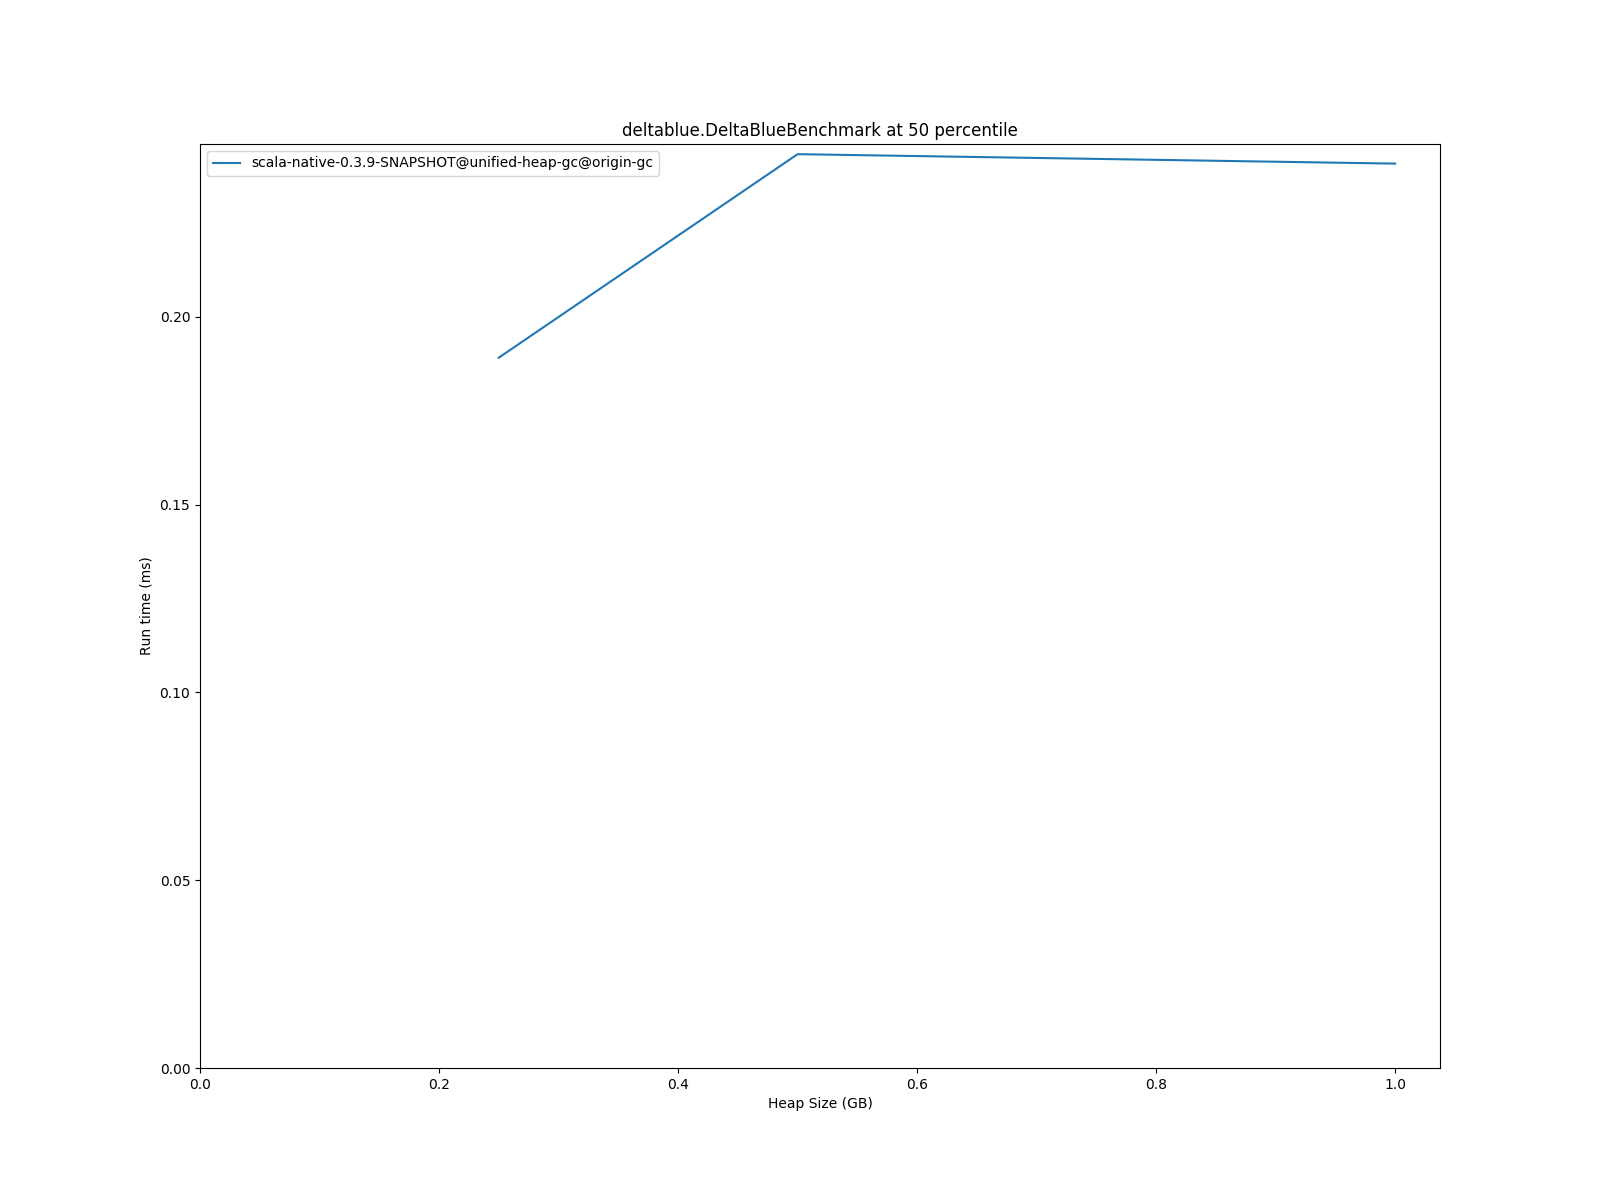 deltablue.DeltaBlueBenchmark at 50 percentile
scala-native-0.3.9-SNAPSHOT@unified-heap-gc@origin-gc
0.20
0.15
0.10
0.05
0.00
Run time (ms)
0.0 0.2 0.4 0.6 0.8 1.0
Heap Size (GB)